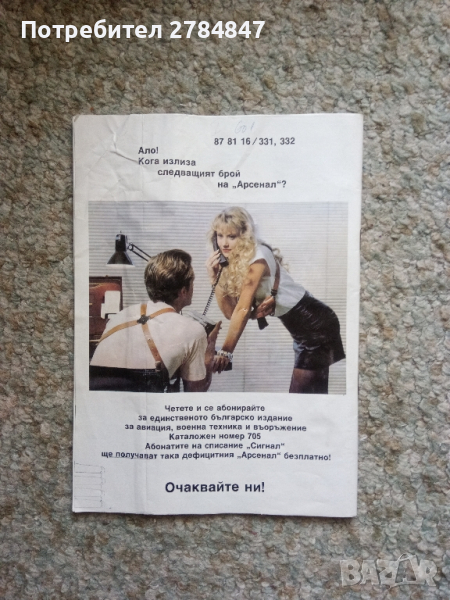 Потребител 2784847
87 81 16/331, 332
Ало!
Кога излиза
следващият брой
на „Арсенал“?
Четете и се абонирайте
за единственото българско издание
за авиация, военна техника и въоръжение
Каталожен номер 705
Абонатите на списание „Сигнал“
ще получават така дефицитния „Арсенал“ безплатно!
Очаквайте ни!
BAZAR